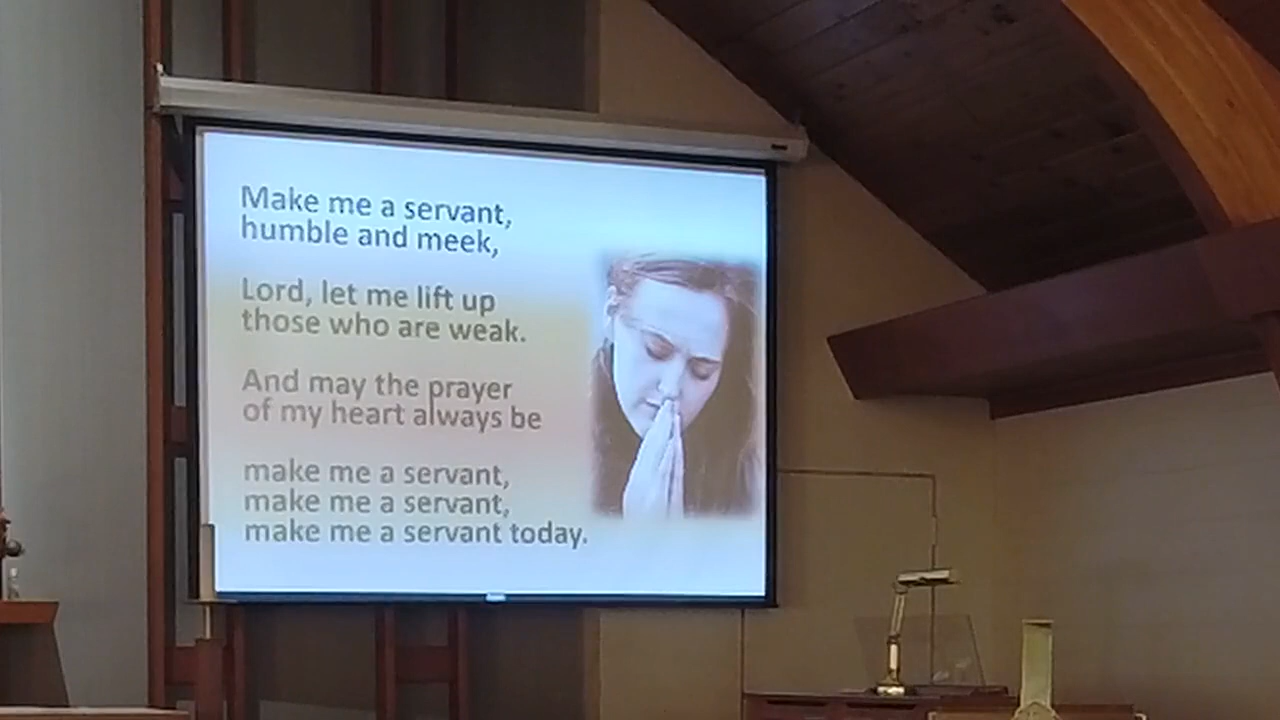 Make me a servant,
humble and meek,
Lord, let me lift up
those who are weak.
And may the prayer
of my heart always be
make me a servant,
make me a servant,
make me a servant today.